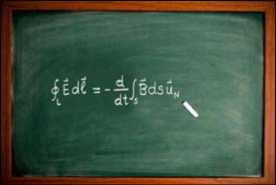 ∮_L E⃗ dℓ⃗ = - d/dt ∫_S B⃗ ds u⃗_N